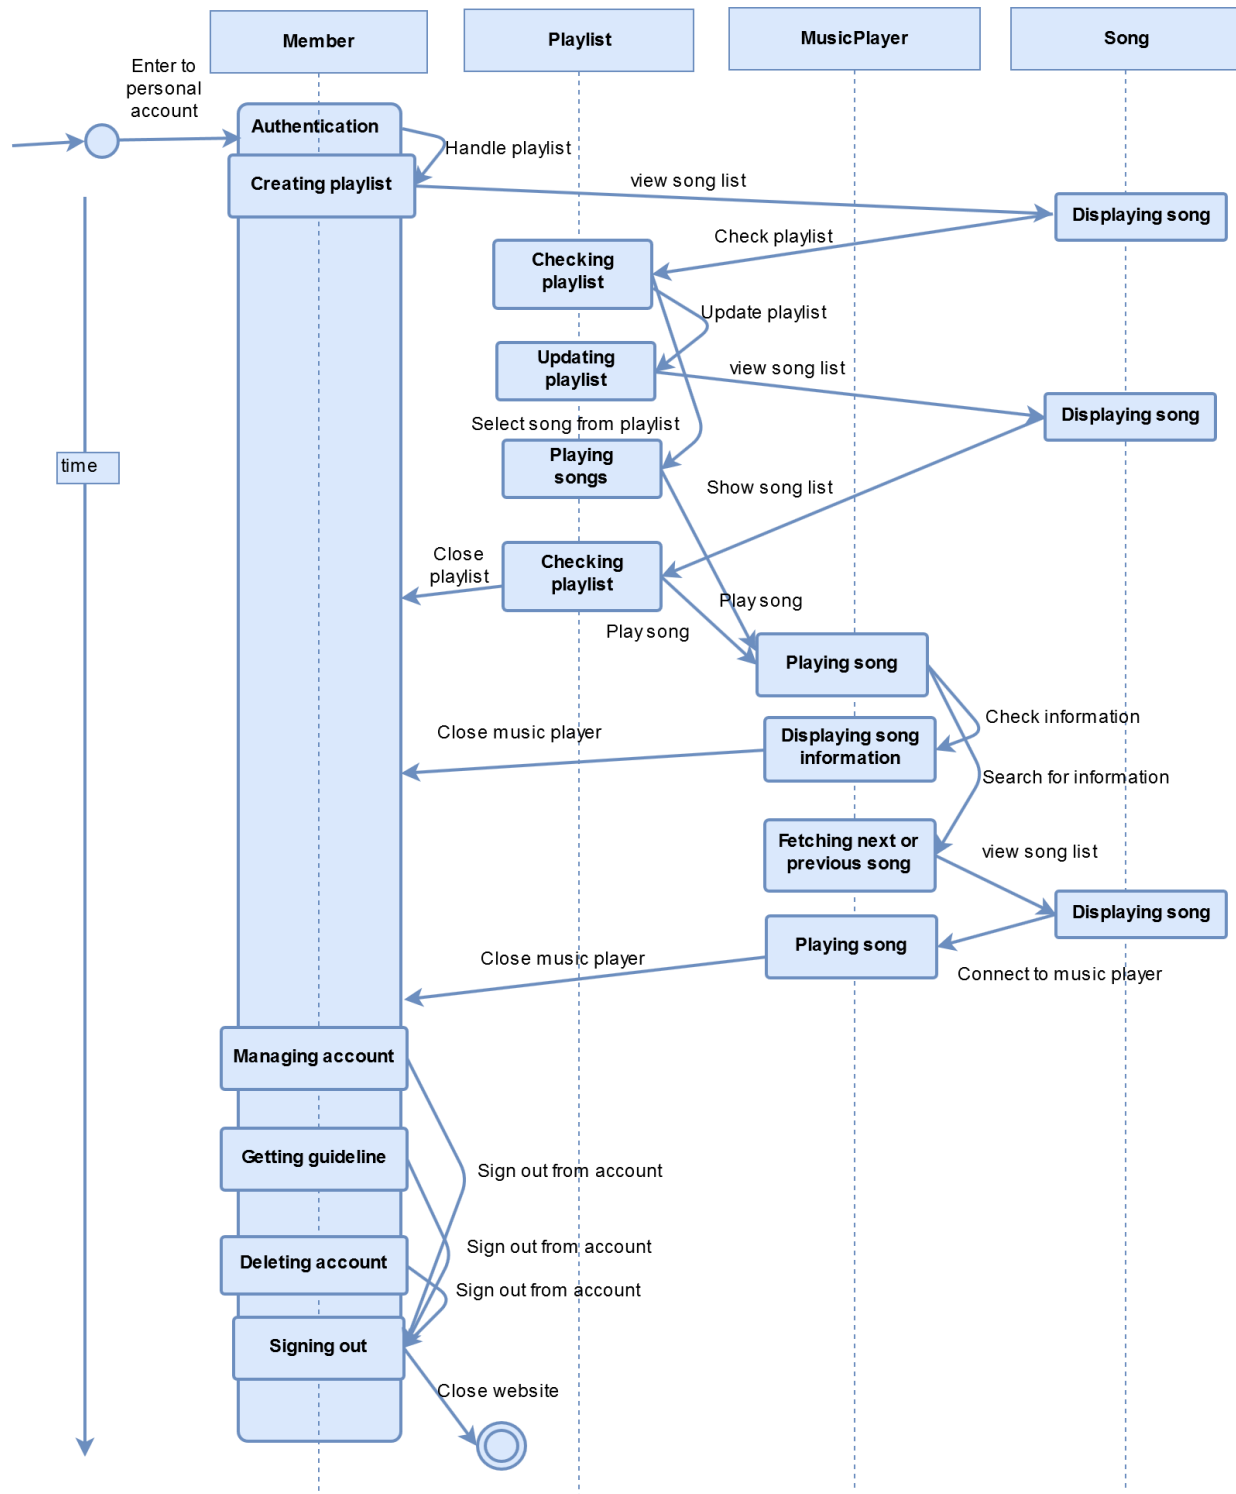 Member
Playlist
MusicPlayer
Song
Enter to
personal
account
Authentication
Handle playlist
Creating playlist
view song list
Displaying song
Check playlist
Checking
playlist
Update playlist
Updating
playlist
view song list
Displaying song
Select song from playlist
Playing
songs
time
Show song list
Close
playlist
Checking
playlist
Play song
Play song
Playing song
Check information
Close music player
Displaying song
information
Search for information
Fetching next or
previous song
view song list
Displaying song
Playing song
Close music player
Connect to music player
Managing account
Getting guideline
Sign out from account
Sign out from account
Deleting account
Sign out from account
Signing out
Close website